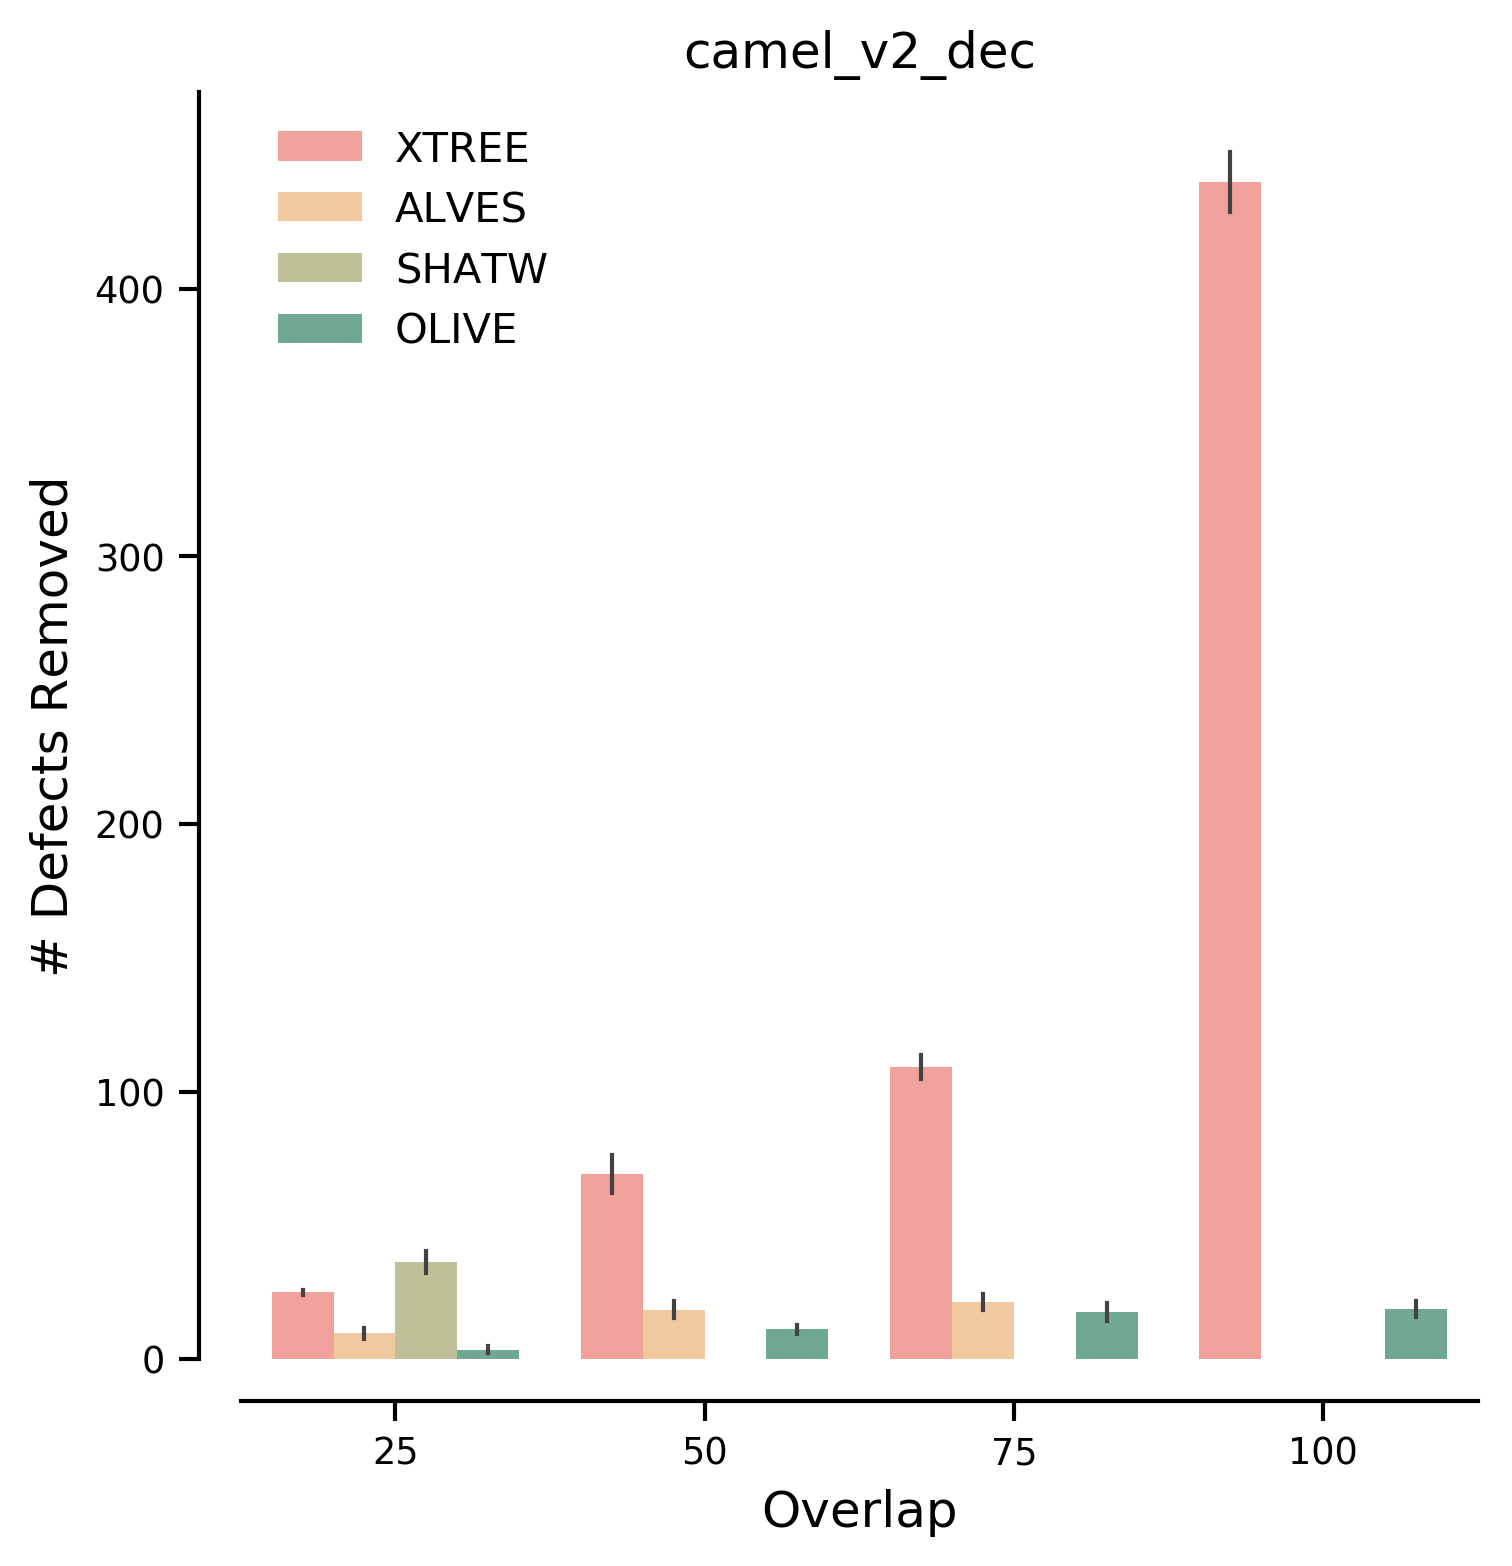 camel_v2_dec
XTREE
ALVES
SHATW
OLIVE
# Defects Removed
400
300
200
100
0
25 50 75 100
Overlap